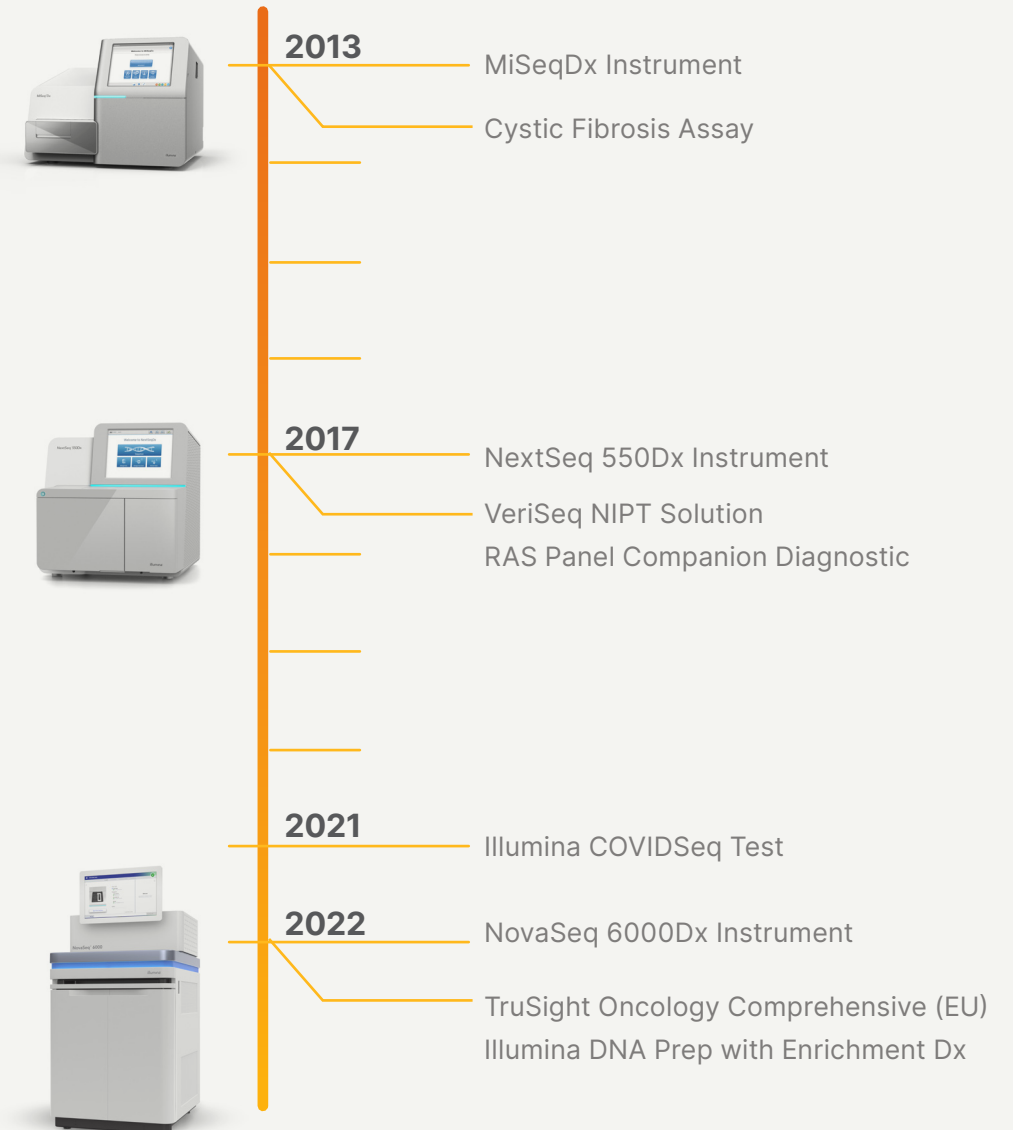 2013
MiSeqDx Instrument
Cystic Fibrosis Assay
2017
NextSeq 550Dx Instrument
VeriSeq NIPT Solution
RAS Panel Companion Diagnostic
2021
Illumina COVIDSeq Test
2022
NovaSeq 6000Dx Instrument
TruSight Oncology Comprehensive (EU)
Illumina DNA Prep with Enrichment Dx